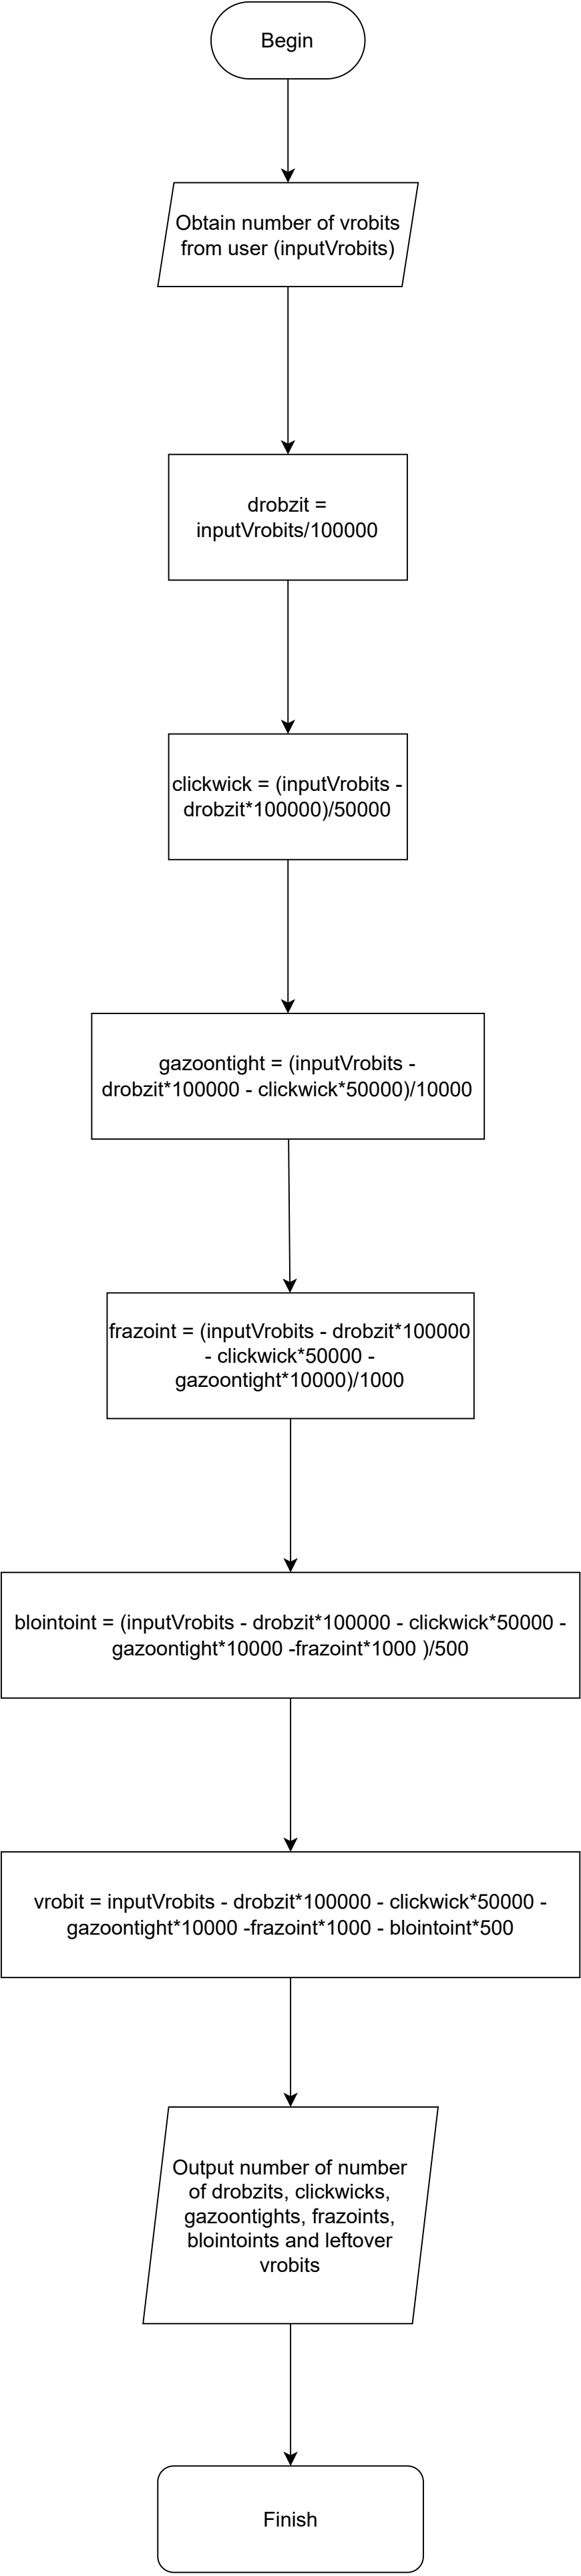 Begin
Obtain number of vrobits
from user (inputVrobits)
drobzit =
inputVrobits/100000
clickwick = (inputVrobits -
drobzit*100000)/50000
gazoontight = (inputVrobits -
drobzit*100000 - clickwick*50000)/10000
frazoint = (inputVrobits - drobzit*100000
- clickwick*50000 -
gazoontight*10000)/1000
blointoint = (inputVrobits - drobzit*100000 - clickwick*50000 -
gazoontight*10000 -frazoint*1000 )/500
vrobit = inputVrobits - drobzit*100000 - clickwick*50000 -
gazoontight*10000 -frazoint*1000 - blointoint*500
Output number of number
of drobzits, clickwicks,
gazoontights, frazoints,
blointoints and leftover
vrobits
Finish